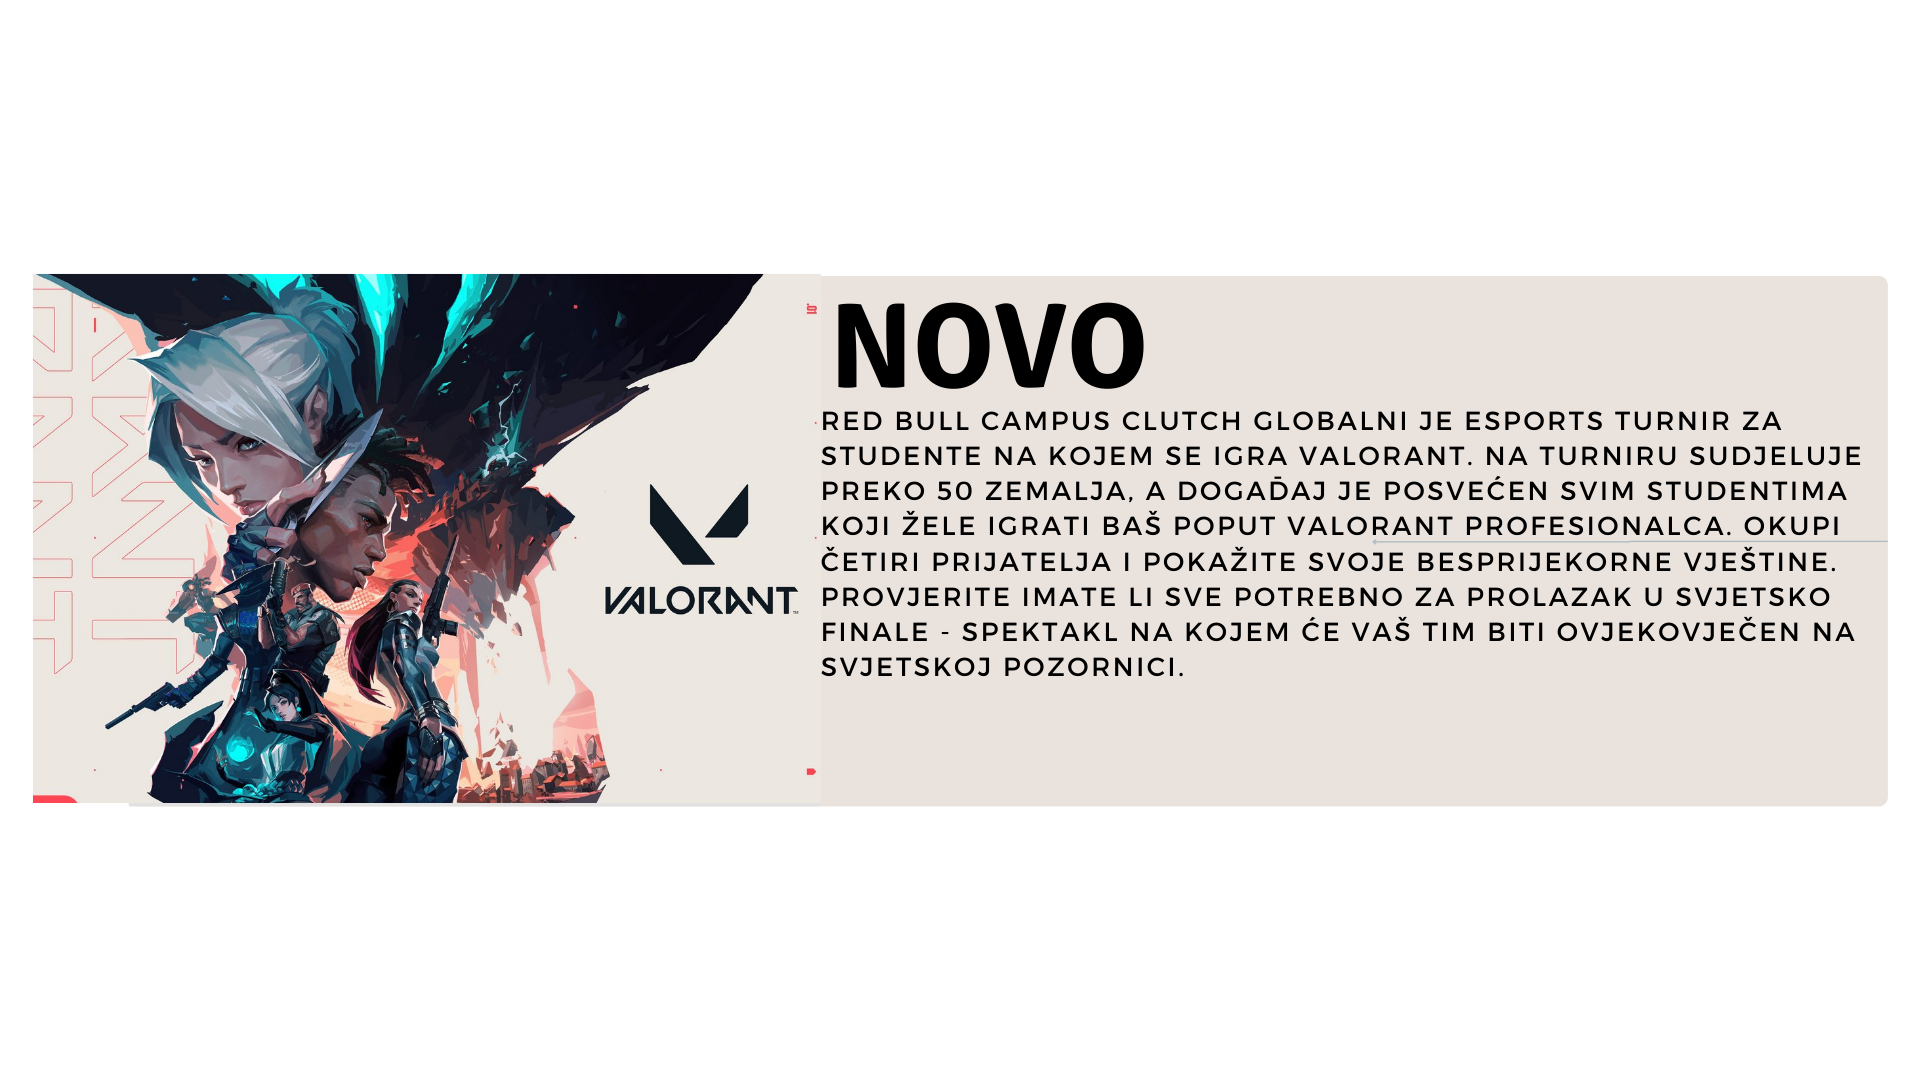 NOVO
RED BULL CAMPUS CLUTCH GLOBALNI JE ESPORTS TURNIR ZA
STUDENTE NA KOJEM SE IGRA VALORANT. NA TURNIRU SUDJELUJE
PREKO 50 ZEMALJA, A DOGAĐAJ JE POSVEĆEN SVIM STUDENTIMA
KOJI ŽELE IGRATI BAŠ POPUT VALORANT PROFESIONALCA. OKUPI
ČETIRI PRIJATELJA I POKAŽITE SVOJE BESPRIJEKORNE VJEŠTINE.
PROVJERITE IMATE LI SVE POTREBNO ZA PROLAZAK U SVJETSKO
FINALE - SPEKTAKL NA KOJEM ĆE VAŠ TIM BITI OVJEKOVJEČEN NA
SVJETSKOJ POZORNICI.
VALORANT™